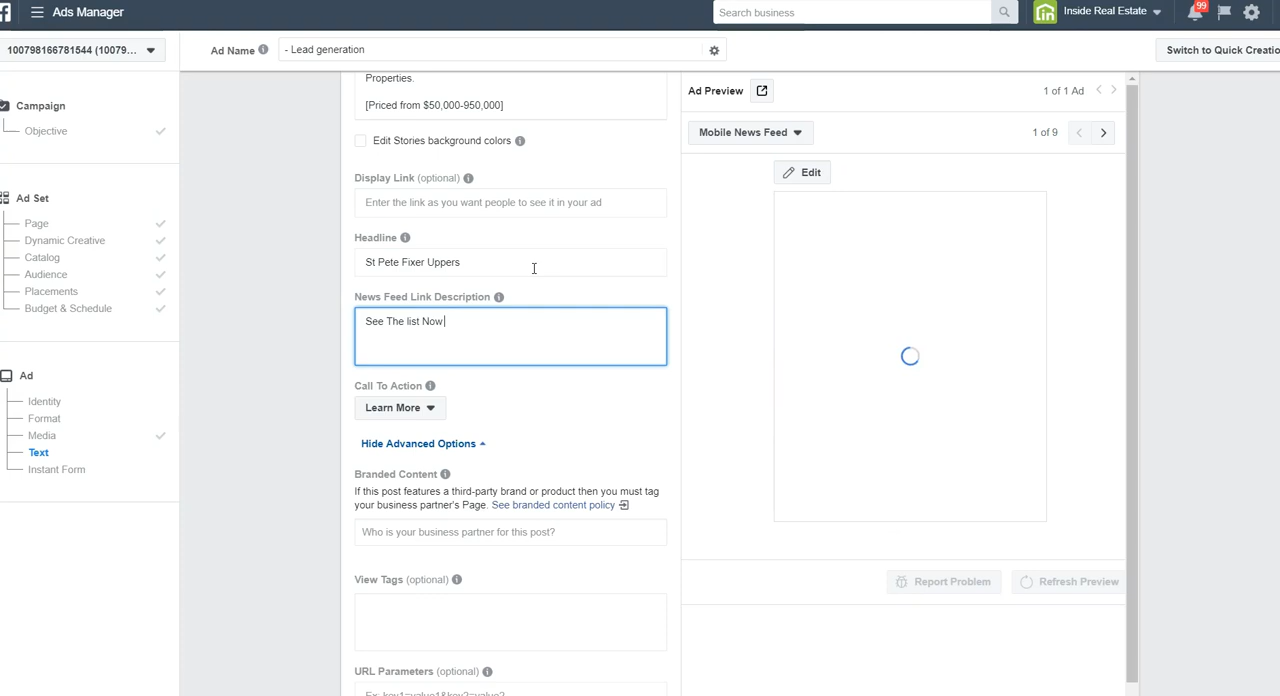 Ads Manager
Search business
Inside Real Estate
99
100798166781544 (10079...
Ad Name
- Lead generation
Switch to Quick Creatio
Campaign
Objective
Ad Set
Page
Dynamic Creative
Catalog
Audience
Placements
Budget & Schedule
Ad
Identity
Format
Media
Text
Instant Form
Properties.
[Priced from $50,000-950,000]
Edit Stories background colors
Display Link (optional)
Enter the link as you want people to see it in your ad
Headline
St Pete Fixer Uppers
News Feed Link Description
See The list Now
Call To Action
Learn More
Hide Advanced Options
Branded Content
If this post features a third-party brand or product then you must tag
your business partner's Page. See branded content policy
Who is your business partner for this post?
View Tags (optional)
URL Parameters (optional)
Ex: key1=value1&key2=value2
Ad Preview
1 of 1 Ad
Mobile News Feed
1 of 9
Edit
Report Problem
Refresh Preview